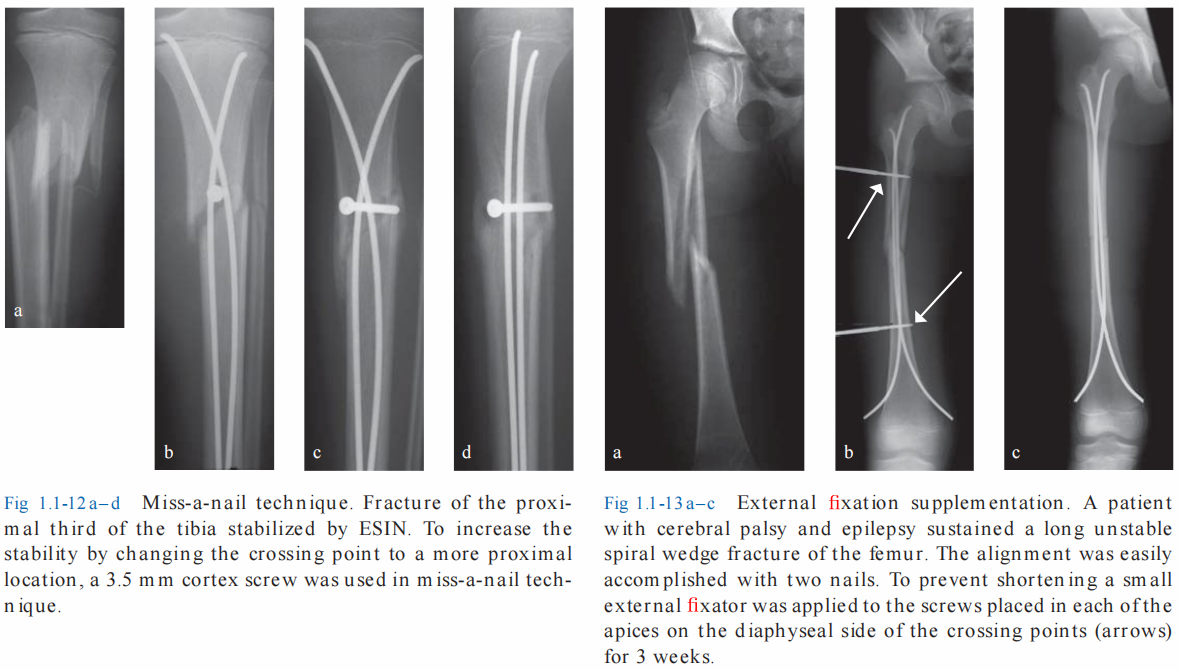 a
b
c
d
a
b
c
Fig 1.1-12a–d Miss-a-nail technique. Fracture of the proxi-
mal third of the tibia stabilized by ESIN. To increase the
stability by changing the crossing point to a more proximal
location, a 3.5 mm cortex screw was used in miss-a-nail tech-
nique.
Fig 1.1-13a–c External fixation supplementation. A patient
with cerebral palsy and epilepsy sustained a long unstable
spiral wedge fracture of the femur. The alignment was easily
accomplished with two nails. To prevent shortening a small
external fixator was applied to the screws placed in each of the
apices on the diaphyseal side of the crossing points (arrows)
for 3 weeks.